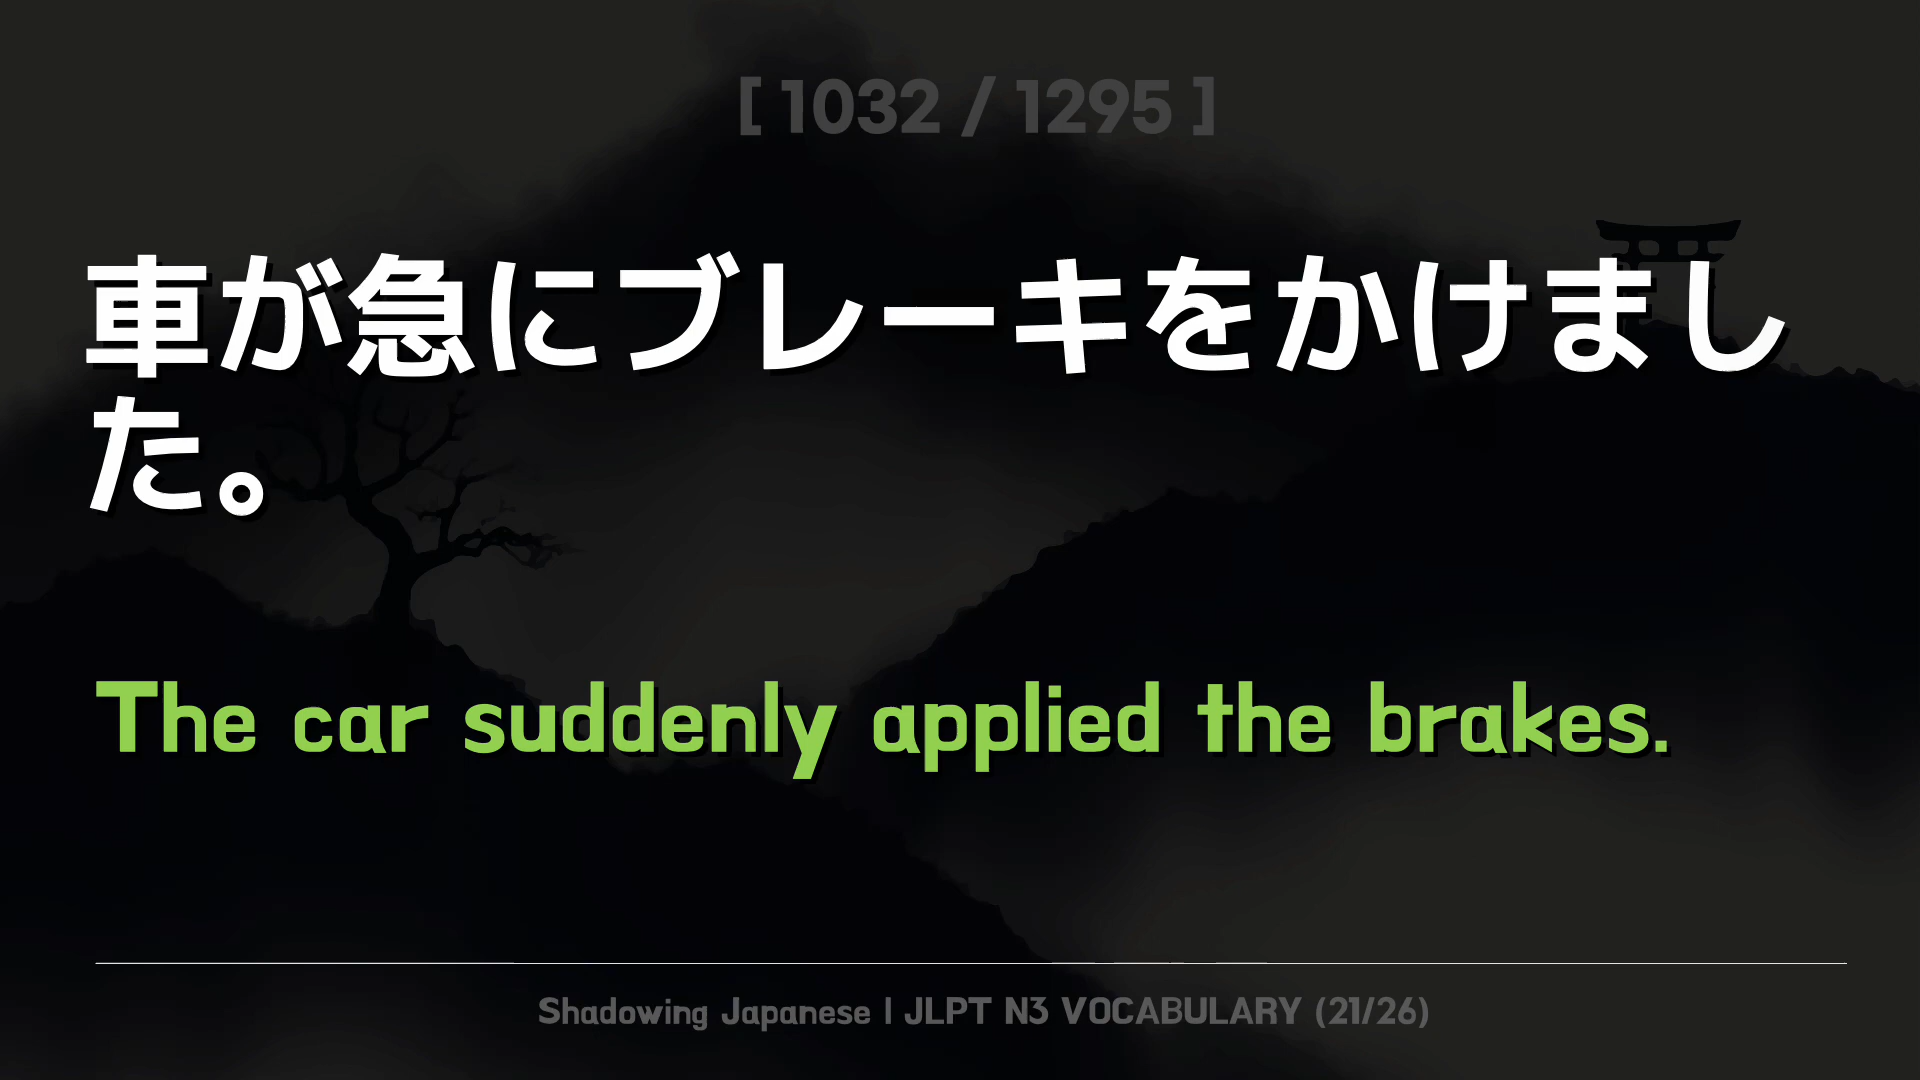 [ 1032 / 1295 ]
車が急にブレーキをかけまし
た。
The car suddenly applied the brakes.
Shadowing Japanese | JLPT N3 VOCABULARY (21/26)